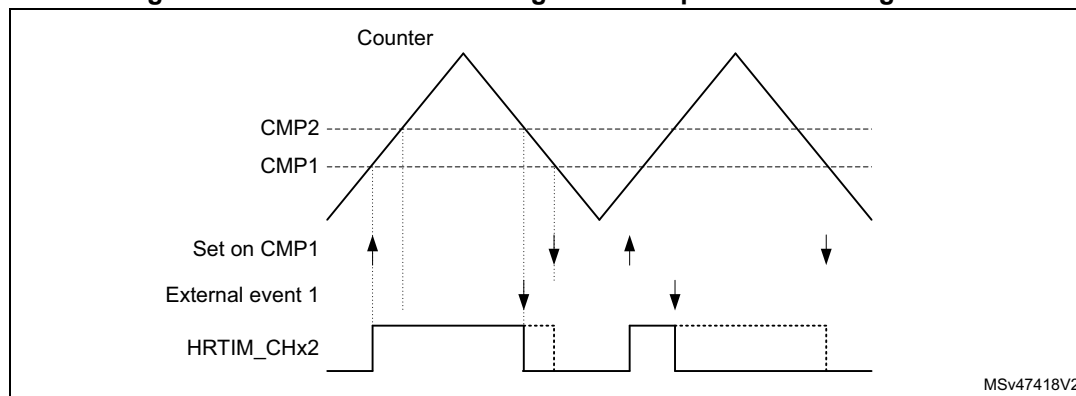 Counter
CMP2
CMP1
Set on CMP1
External event 1
HRTIM_CHx2
MSv47418V2